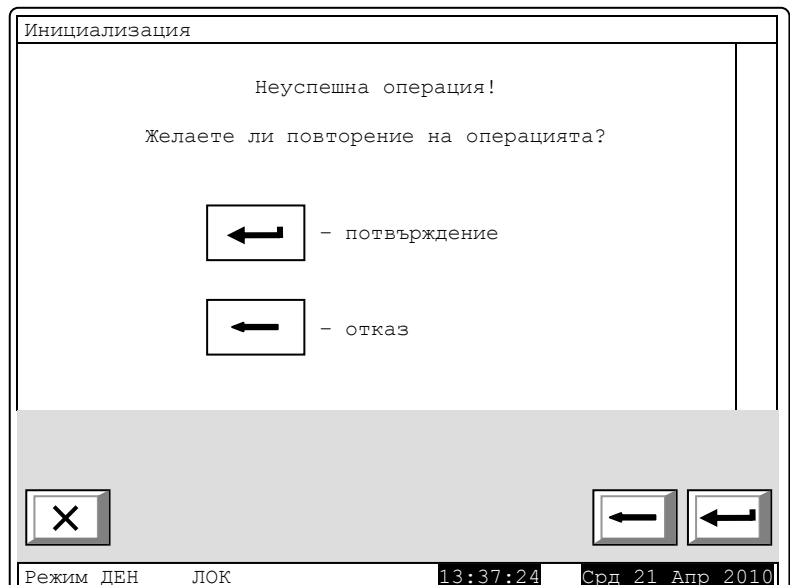 Инициализация
Неуспешна операция!
Желаете ли повторение на операцията?
- потвърждение
- отказ
Режим ДЕН ЛОК 13:37:24 Срд 21 Апр 2010